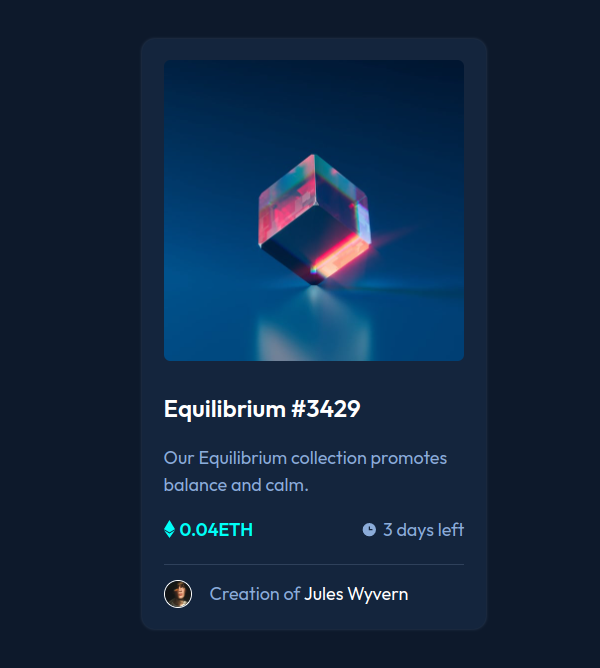 Equilibrium #3429
Our Equilibrium collection promotes
balance and calm.
0.04ETH 3 days left
Creation of Jules Wyvern